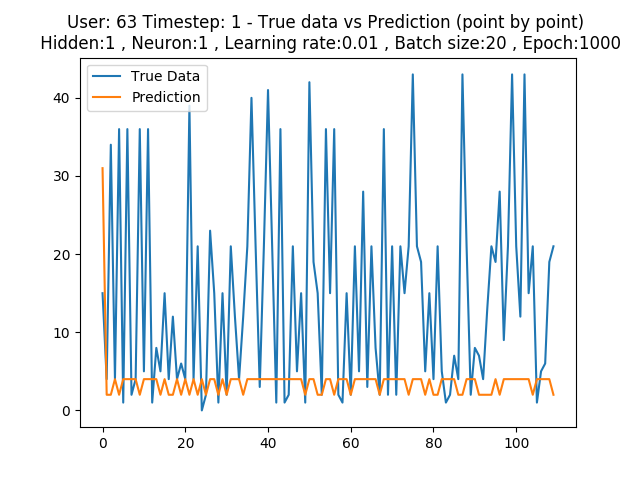 User: 63 Timestep: 1 - True data vs Prediction (point by point)
Hidden:1 , Neuron:1 , Learning rate:0.01 , Batch size:20 , Epoch:1000
True Data
Prediction
40
30
20
10
0
0 20 40 60 80 100